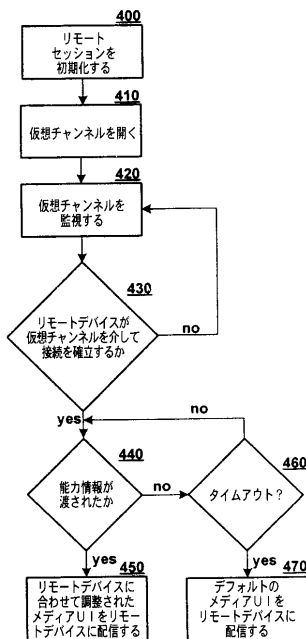 400
リモート
セッションを
初期化する
410
仮想チャンネルを開く
420
仮想チャンネルを
監視する
430
リモートデバイスが
仮想チャンネルを介して
接続を確立するか
no
yes
no
440
能力情報が
渡されたか
no
460
タイムアウト?
yes
yes
450
リモートデバイスに
合わせて調整された
メディアUIをリモート
デバイスに配信する
470
デフォルトの
メディアUIを
リモートデバイスに
配信する